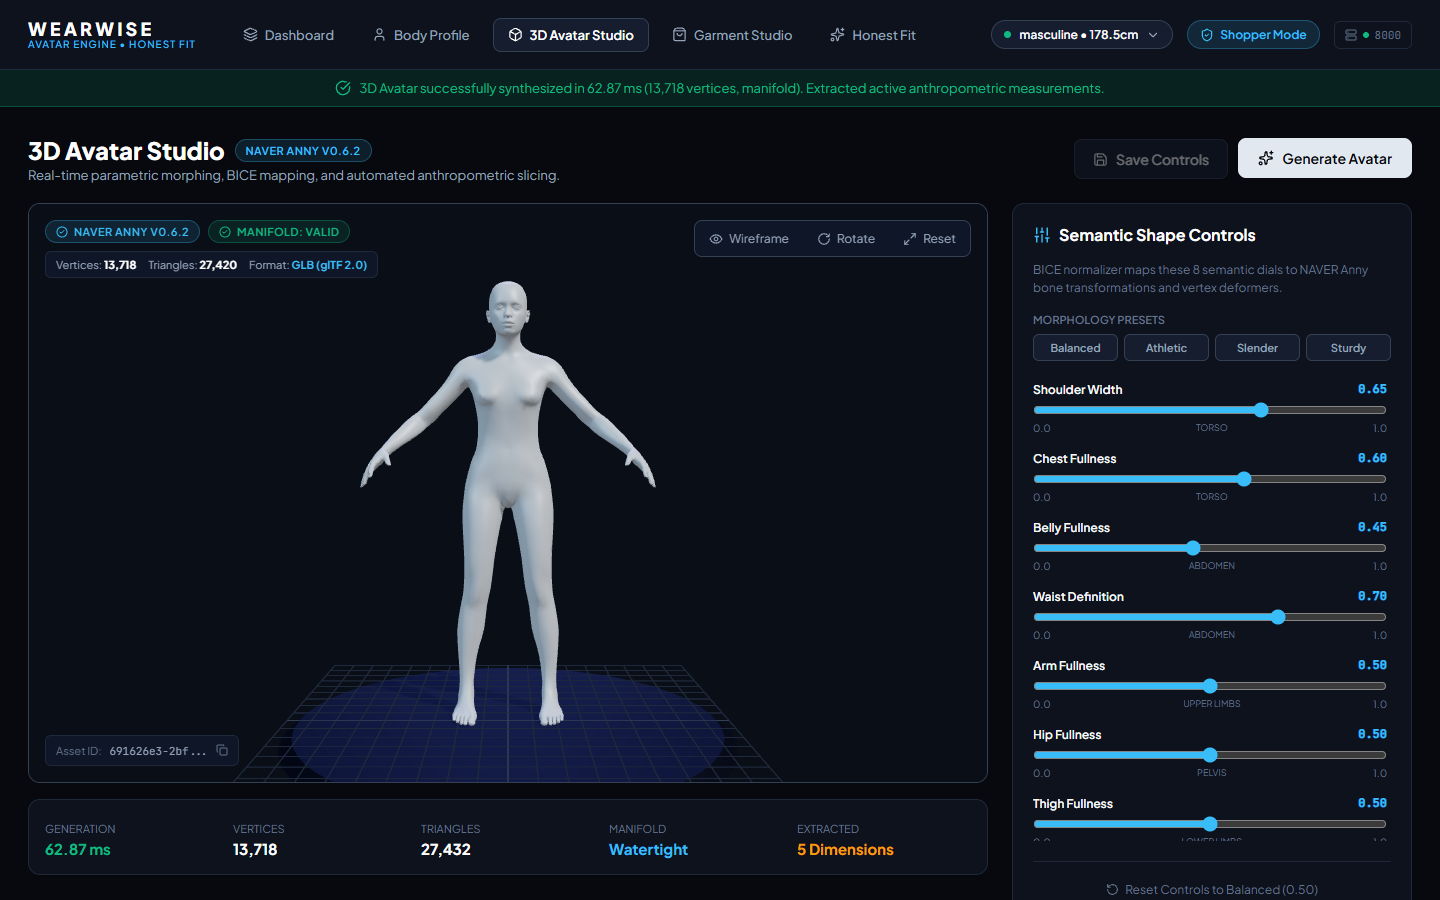 WEARWISE
AVATAR ENGINE • HONEST FIT
Dashboard
Body Profile
3D Avatar Studio
Garment Studio
Honest Fit
masculine • 178.5cm
Shopper Mode
8000
3D Avatar successfully synthesized in 62.87 ms (13,718 vertices, manifold). Extracted active anthropometric measurements.
3D Avatar Studio
NAVER ANNY V0.6.2
Real-time parametric morphing, BICE mapping, and automated anthropometric slicing.
Save Controls
Generate Avatar
NAVER ANNY V0.6.2
MANIFOLD: VALID
Vertices: 13,718 Triangles: 27,420 Format: GLB (glTF 2.0)
Wireframe
Rotate
Reset
Asset ID: 691626e3-2bf...
GENERATION
62.87 ms
VERTICES
13,718
TRIANGLES
27,432
MANIFOLD
Watertight
EXTRACTED
5 Dimensions
Semantic Shape Controls
BICE normalizer maps these 8 semantic dials to NAVER Anny
bone transformations and vertex deformers.
MORPHOLOGY PRESETS
Balanced
Athletic
Slender
Sturdy
Shoulder Width 0.65
0.0 TORSO 1.0
Chest Fullness 0.60
0.0 TORSO 1.0
Belly Fullness 0.45
0.0 ABDOMEN 1.0
Waist Definition 0.70
0.0 ABDOMEN 1.0
Arm Fullness 0.50
0.0 UPPER LIMBS 1.0
Hip Fullness 0.50
0.0 PELVIS 1.0
Thigh Fullness 0.50
0.0 LOWER LIMBS 1.0
Reset Controls to Balanced (0.50)